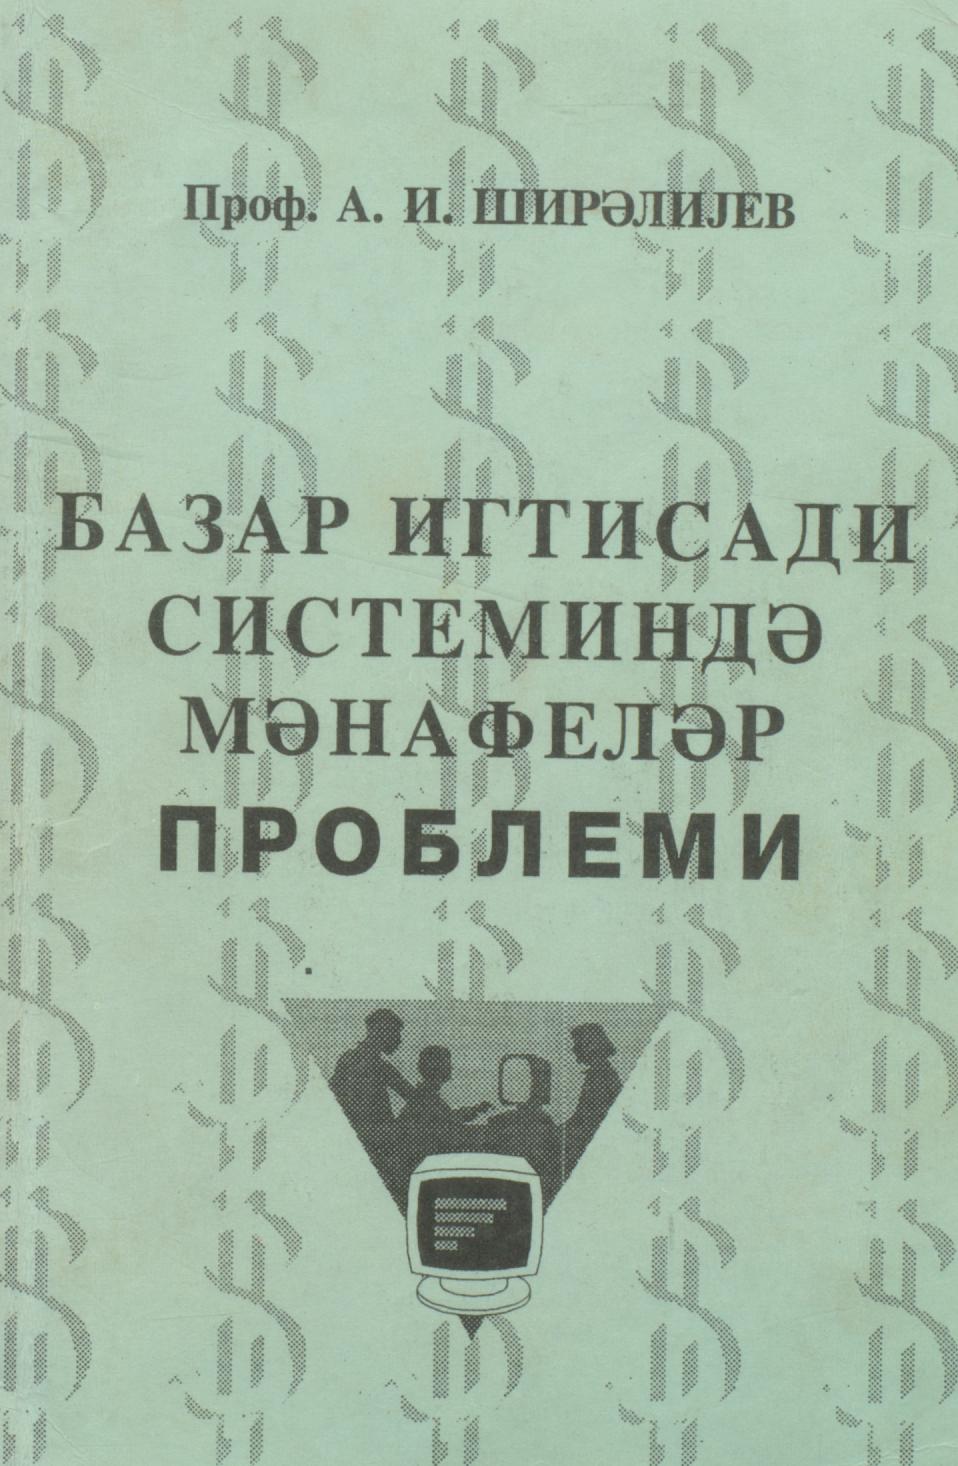 Проф. А. И. ШИРӘЛИЈЕВ
БАЗАР ИГТИСАДИ
СИСТЕМИНДӘ
МӘНАФЕЛӘР
ПРОБЛЕМИ